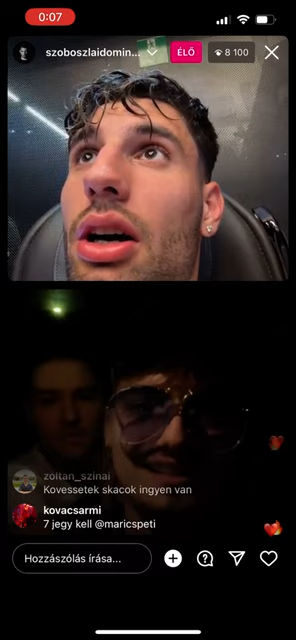 0:07
szoboszlaidomin...
ÉLŐ
8 100
zoltan_szinai
Kovessetek skacok ingyen van
kovacsarmi
7 jegy kell @maricspeti
Hozzászólás írása...